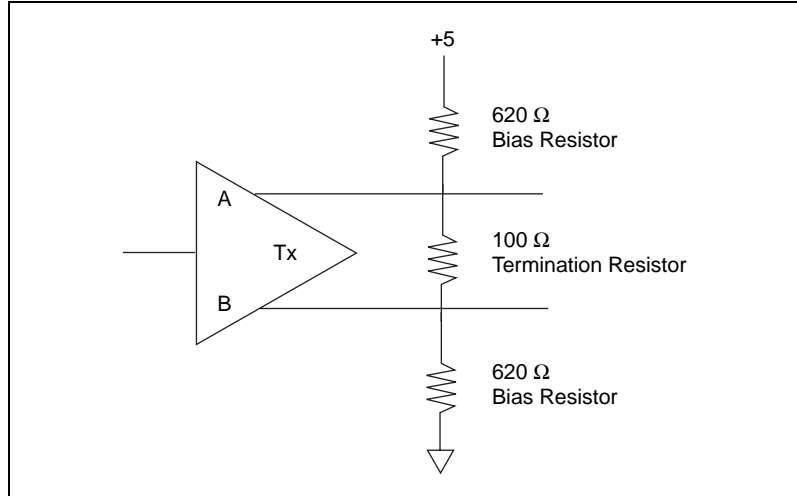 +5
620 Ω
Bias Resistor
A
100 Ω
Termination Resistor
Tx
B
620 Ω
Bias Resistor